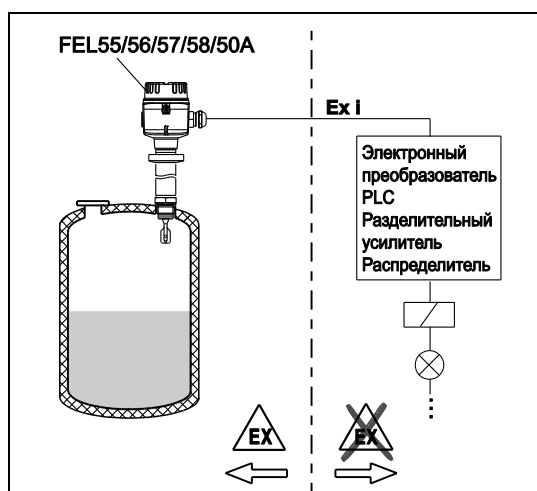 FEL55/56/57/58/50A
Ex i
Электронный
преобразователь
PLC
Разделительный
усилитель
Распределитель
EX
EX